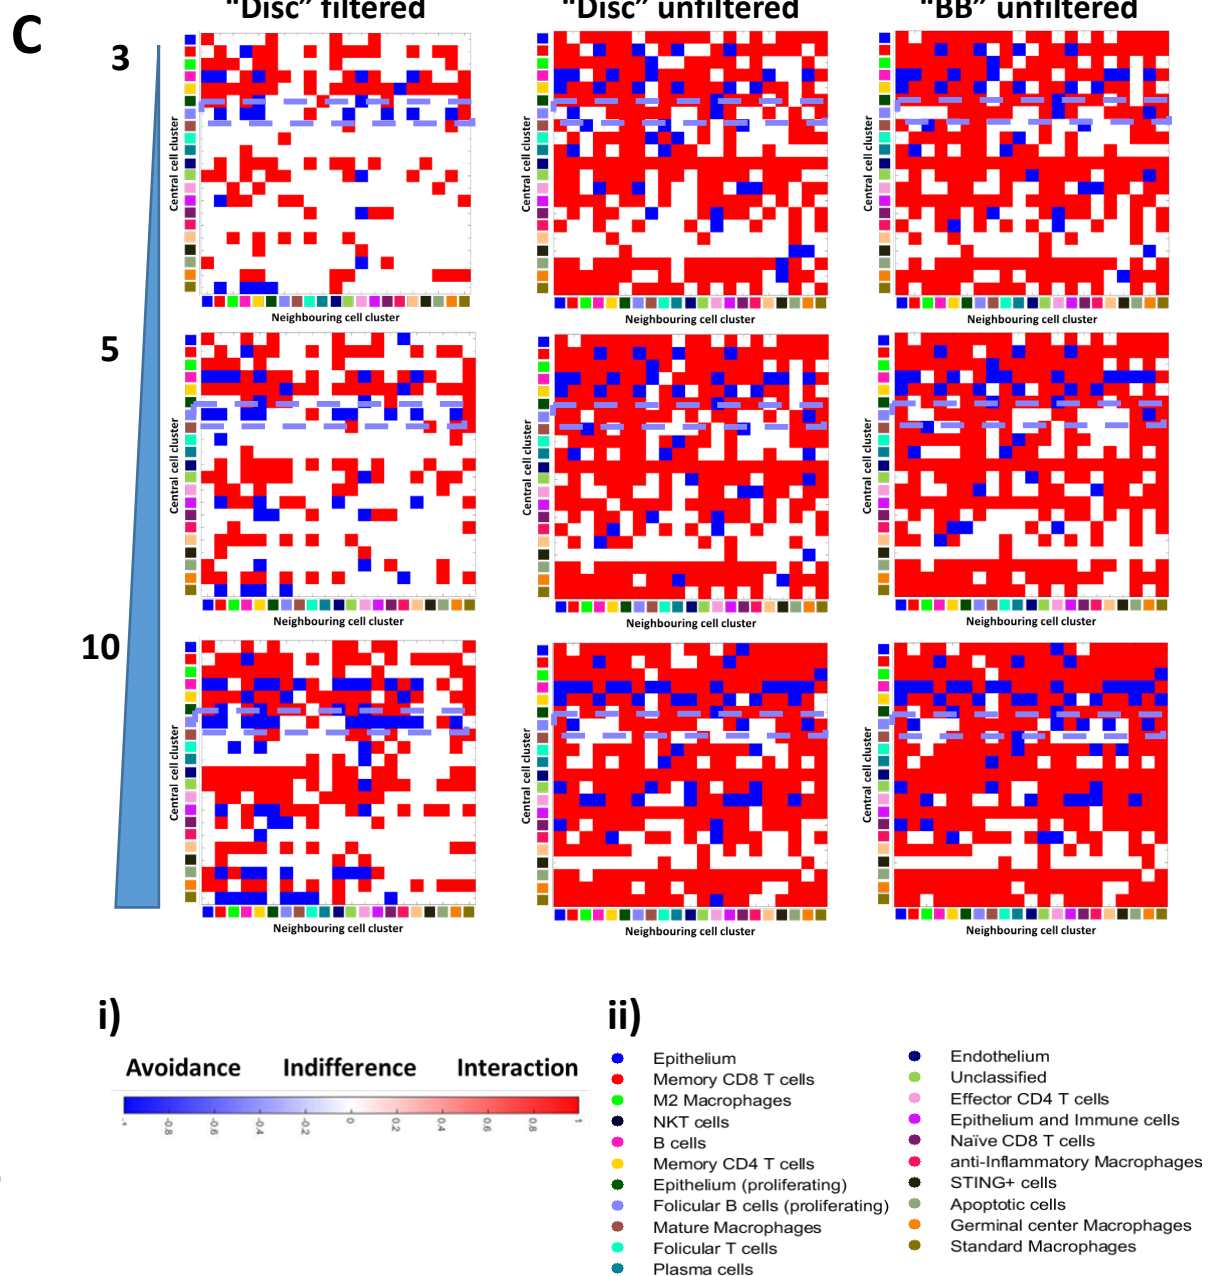 C
"Disc" filtered
"Disc" unfiltered
"BB" unfiltered
3
Central cell cluster
Central cell cluster
Central cell cluster
Neighbouring cell cluster
Neighbouring cell cluster
Neighbouring cell cluster
5
Central cell cluster
Central cell cluster
Central cell cluster
Neighbouring cell cluster
Neighbouring cell cluster
Neighbouring cell cluster
10
Central cell cluster
Central cell cluster
Central cell cluster
Neighbouring cell cluster
Neighbouring cell cluster
Neighbouring cell cluster
i)
Avoidance Indifference Interaction
-1 -0.8 -0.6 -0.4 -0.2 0 0.2 0.4 0.6 0.8 1
ii)
Epithelium
Memory CD8 T cells
M2 Macrophages
NKT cells
B cells
Memory CD4 T cells
Epithelium (proliferating)
Folicular B cells (proliferating)
Mature Macrophages
Folicular T cells
Plasma cells
Endothelium
Unclassified
Effector CD4 T cells
Epithelium and Immune cells
Naïve CD8 T cells
anti-Inflammatory Macrophages
STING+ cells
Apoptotic cells
Germinal center Macrophages
Standard Macrophages